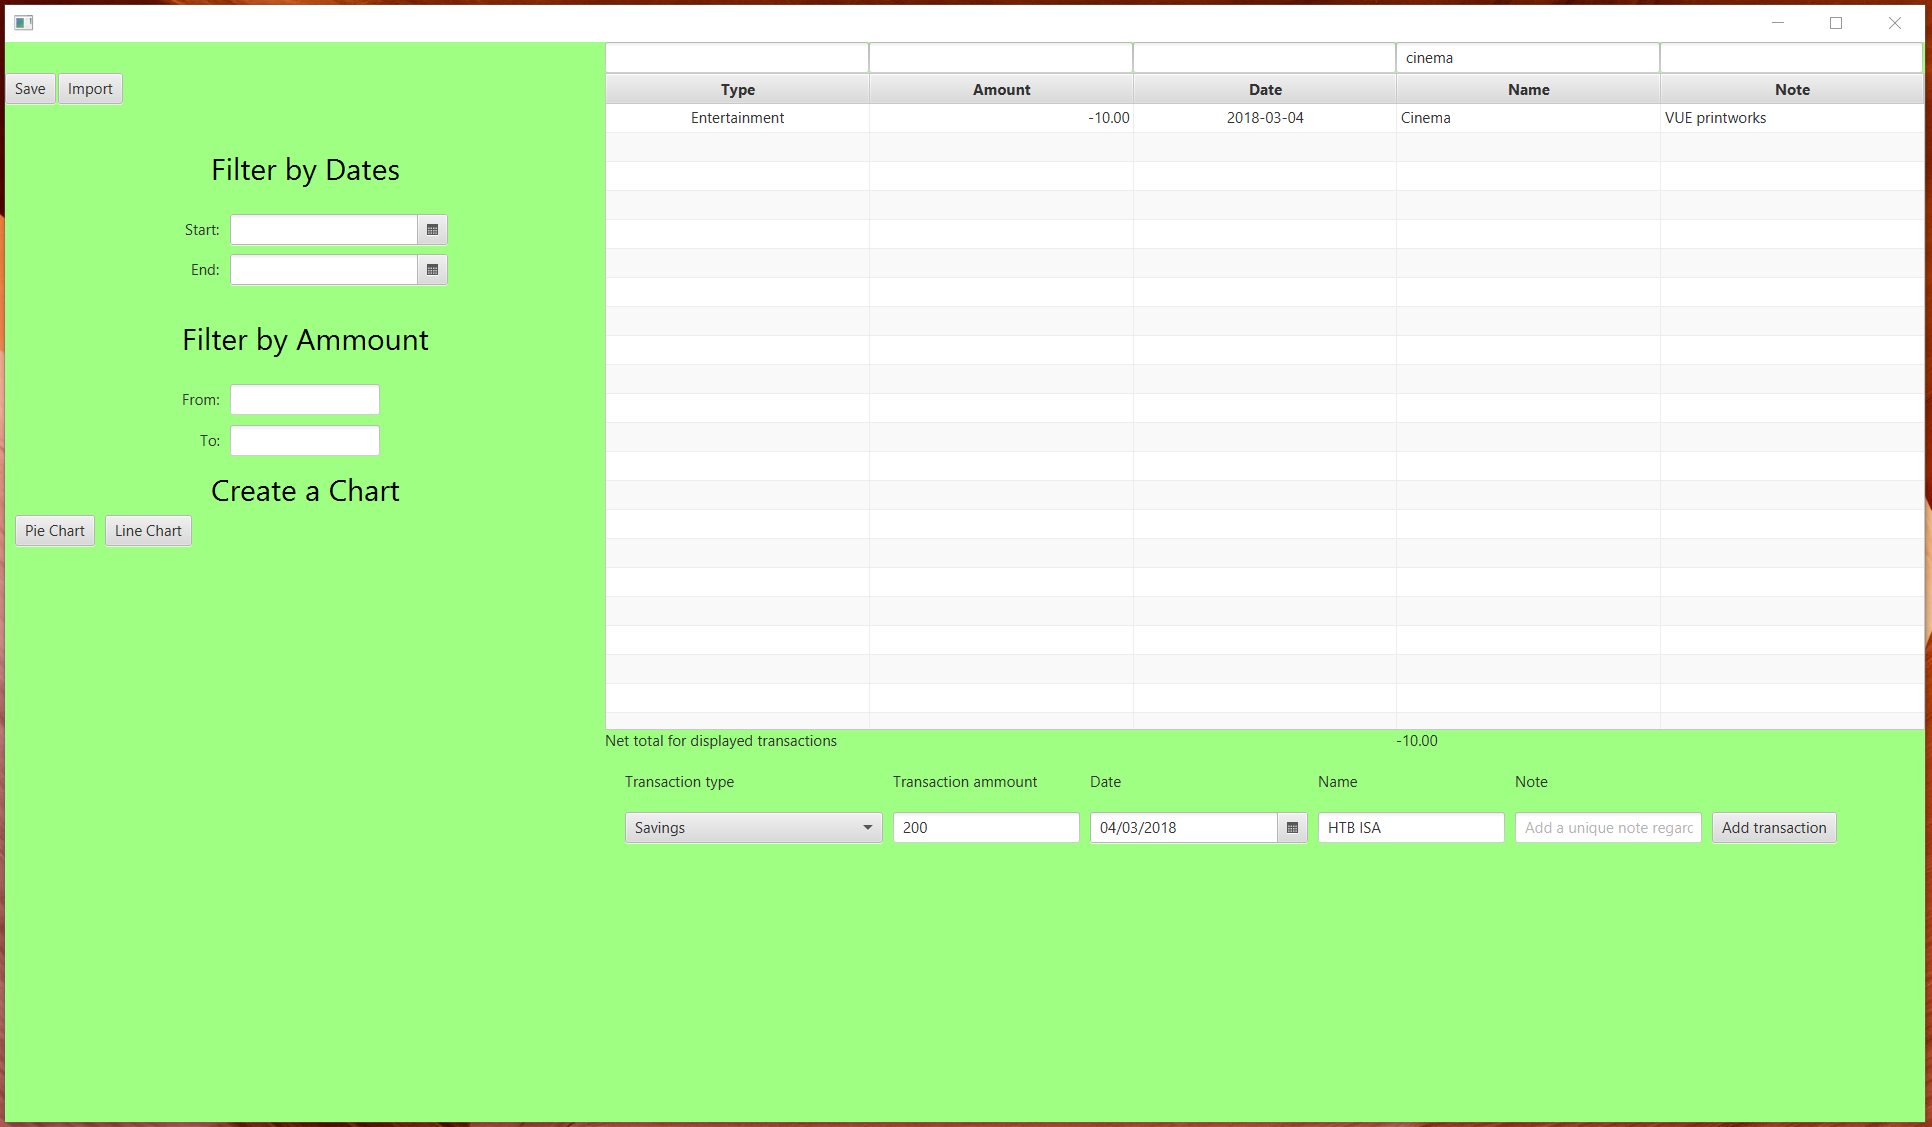 cinema
Save Import
Type Amount Date Name Note
Entertainment -10.00 2018-03-04 Cinema VUE printworks
Filter by Dates
Start:
End:
Filter by Ammount
From:
To:
Create a Chart
Pie Chart Line Chart
Net total for displayed transactions -10.00
Transaction type Transaction ammount Date Name Note
Savings 200 04/03/2018 HTB ISA Add a unique note regarc Add transaction